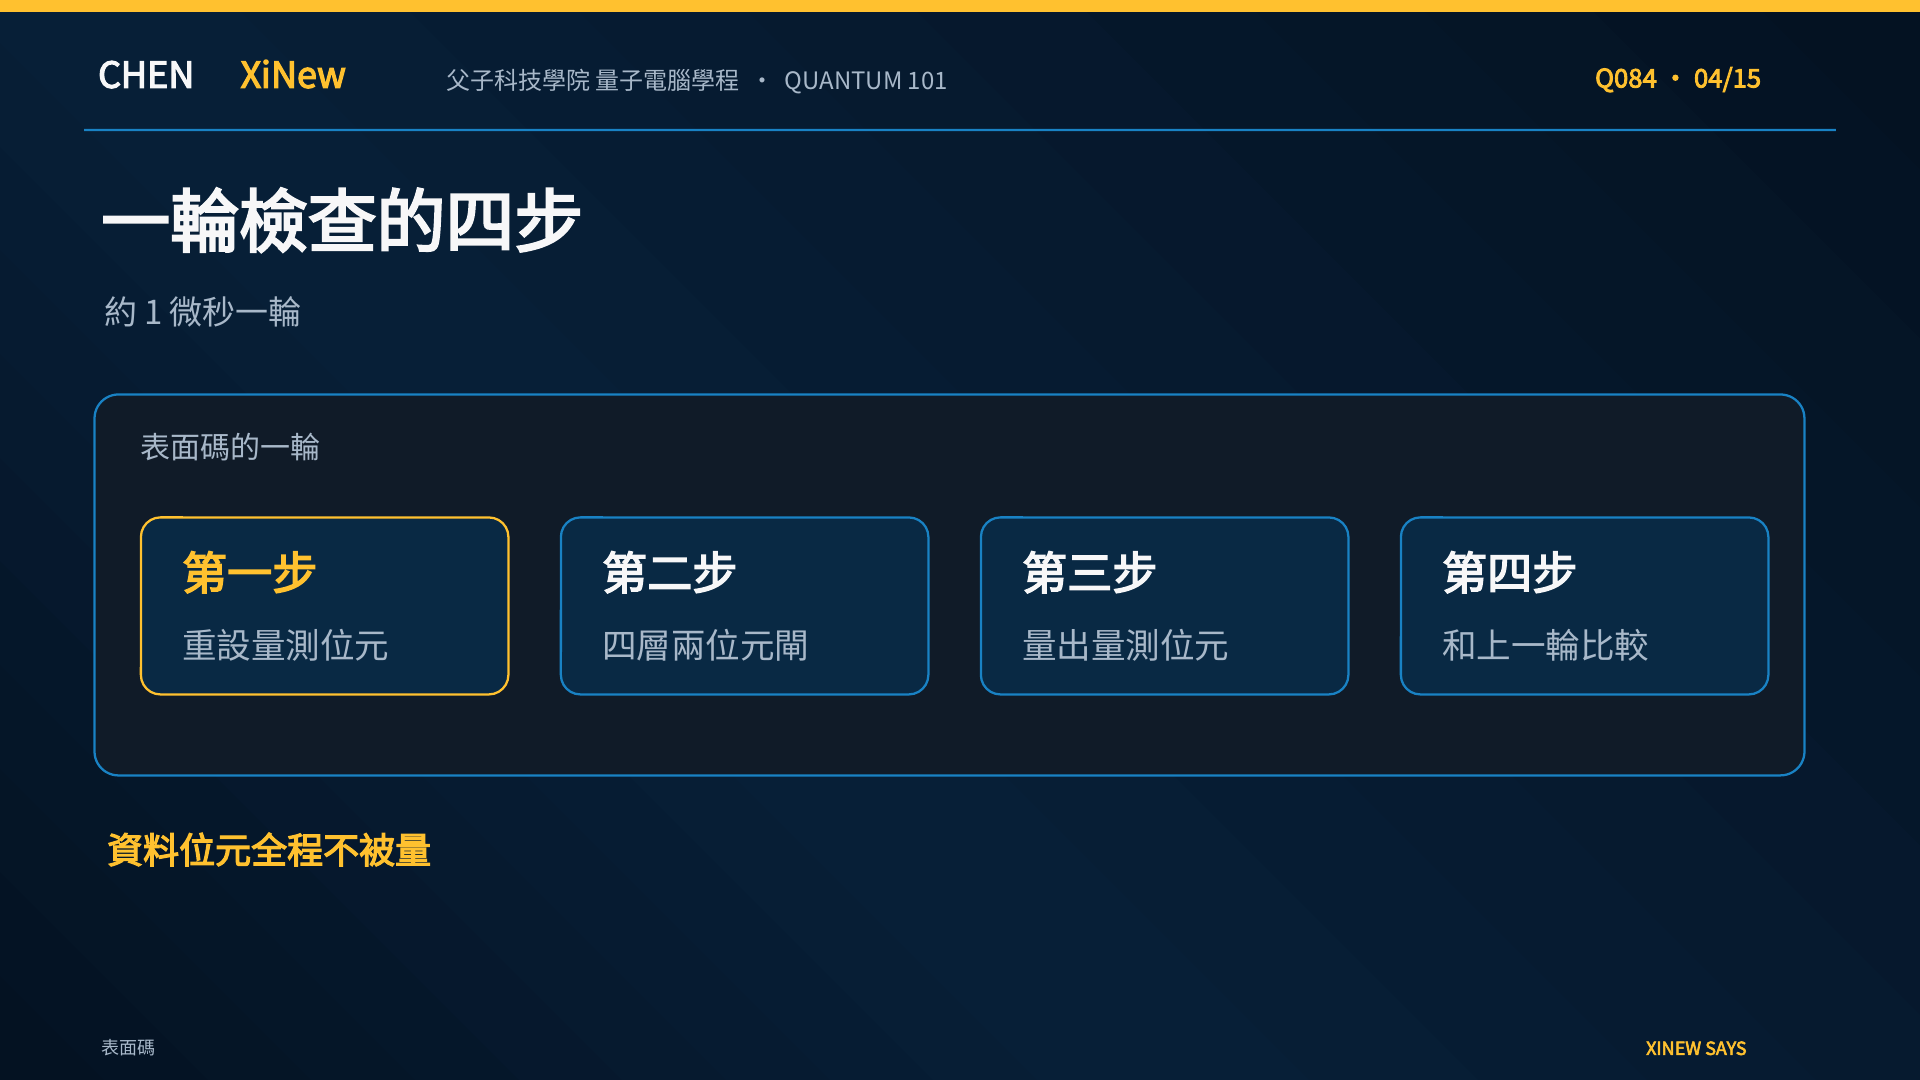 CHEN XiNew 父子科技學院 量子電腦學程 · QUANTUM 101 Q084 · 04/15
一輪檢查的四步
約 1 微秒一輪
表面碼的一輪
第一步
重設量測位元
第二步
四層兩位元閘
第三步
量出量測位元
第四步
和上一輪比較
資料位元全程不被量
表面碼
XINEW SAYS